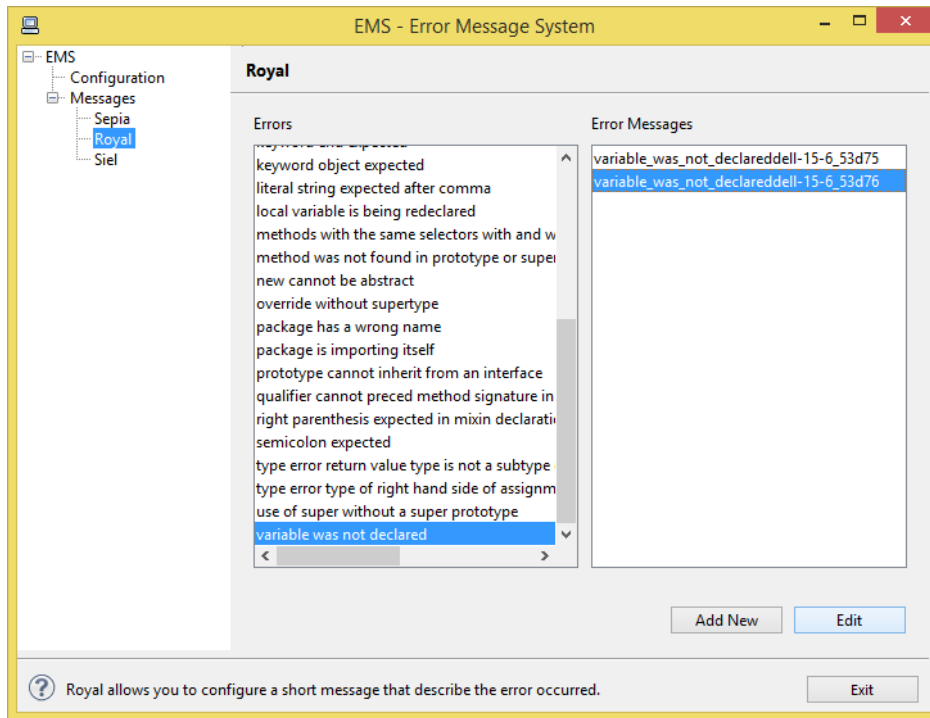 EMS - Error Message System
EMS
Configuration
Messages
Sepia
Royal
Siel
Royal
Errors
keyword object expected
literal string expected after comma
local variable is being redeclared
methods with the same selectors with and w
method was not found in prototype or super
new cannot be abstract
override without supertype
package has a wrong name
package is importing itself
prototype cannot inherit from an interface
qualifier cannot preced method signature in
right parenthesis expected in mixin declaratio
semicolon expected
type error return value type is not a subtype
type error type of right hand side of assignm
use of super without a super prototype
variable was not declared
Error Messages
variable_was_not_declareddell-15-6_53d75
variable_was_not_declareddell-15-6_53d76
Add New
Edit
Royal allows you to configure a short message that describe the error occurred.
Exit